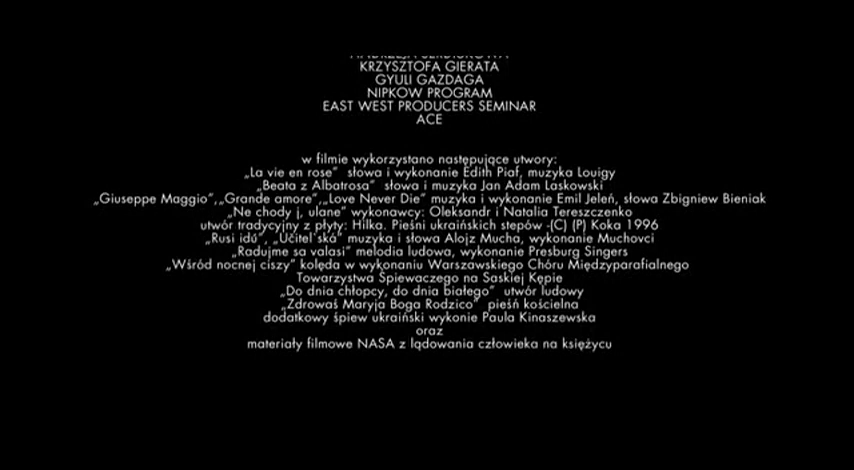 KRZYSZTOFA GIERATA
GYULI GAZDAGA
NIPKOW PROGRAM
EAST WEST PRODUCERS SEMINAR
ACE
w filmie wykorzystano następujące utwory:
„La vie en rose” słowa i wykonanie Edith Piaf, muzyka Louigy
„Beata z Albatrosa” słowa i muzyka Jan Adam Laskowski
„Giuseppe Maggio”,„Grande amore”,„Love Never Die” muzyka i wykonanie Emil Jeleń, słowa Zbigniew Bieniak
„Ne chody j, ulane” wykonawcy: Oleksandr i Natalia Tereszczenko
utwór tradycyjny z płyty: Hilka. Pieśni ukraińskich stepów -(C) (P) Koka 1996
„Rusi idú”, „Učitel'ská” muzyka i słowa Alojz Mucha, wykonanie Muchovci
„Radujme sa valasi” melodia ludowa, wykonanie Presburg Singers
„Wśród nocnej ciszy” kolęda w wykonaniu Warszawskiego Chóru Międzyparafialnego
Towarzystwa Śpiewaczego na Saskiej Kępie
„Do dnia chłopcy, do dnia białego” utwór ludowy
„Zdrowaś Maryja Boga Rodzico” pieśń kościelna
dodatkowy śpiew ukraiński wykonie Paula Kinaszewska
oraz
materiały filmowe NASA z lądowania człowieka na księżycu